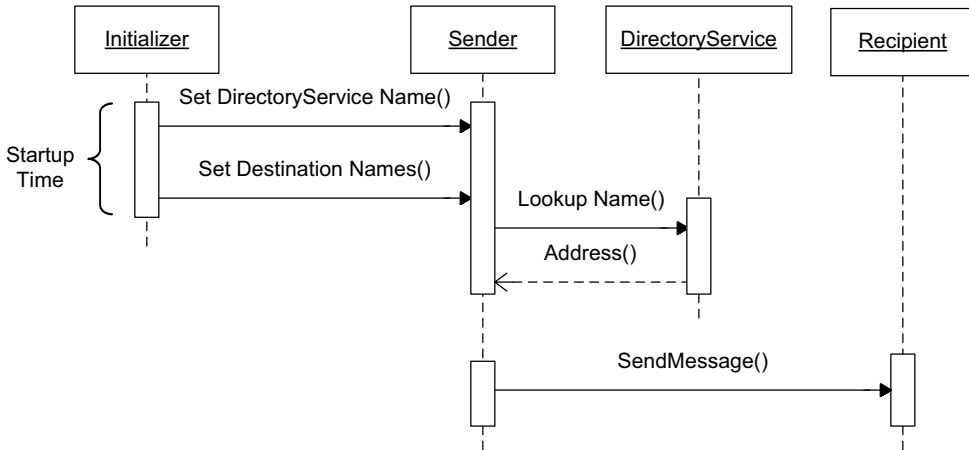 Initializer
Sender
DirectoryService
Recipient
Set DirectoryService Name()
Startup
Time
Set Destination Names()
Lookup Name()
Address()
SendMessage()